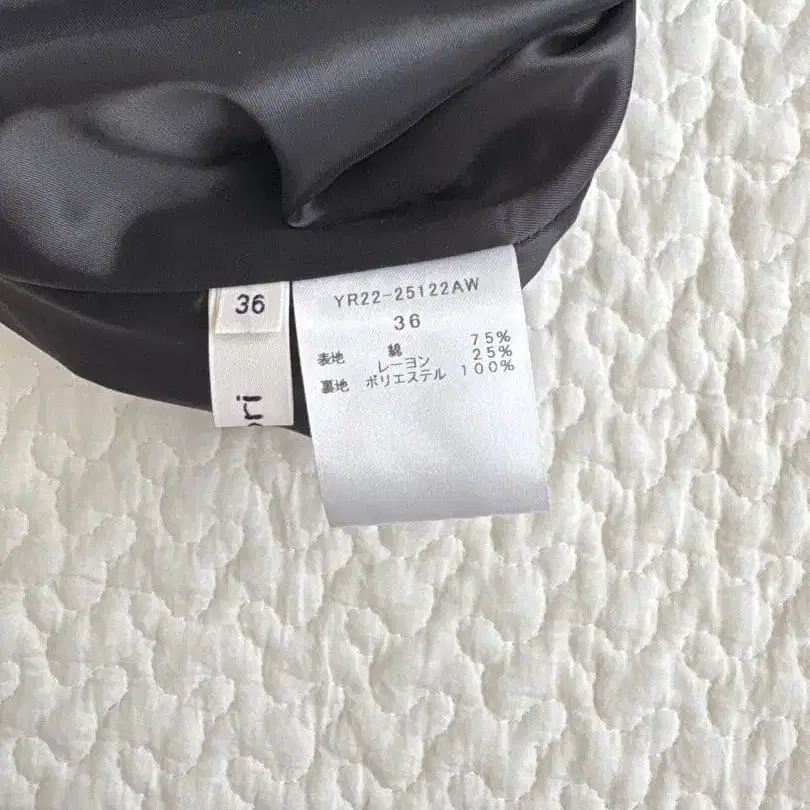 36
ori
YR22-25122AW
36
表地 綿 75%
レーヨン 25%
裏地 ポリエステル 100%